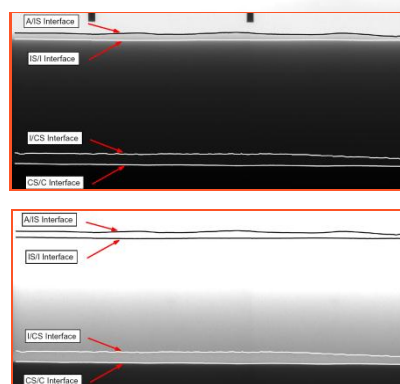 A/IS Interface
IS/I Interface
I/CS Interface
CS/C Interface
A/IS Interface
IS/I Interface
I/CS Interface
CS/C Interface